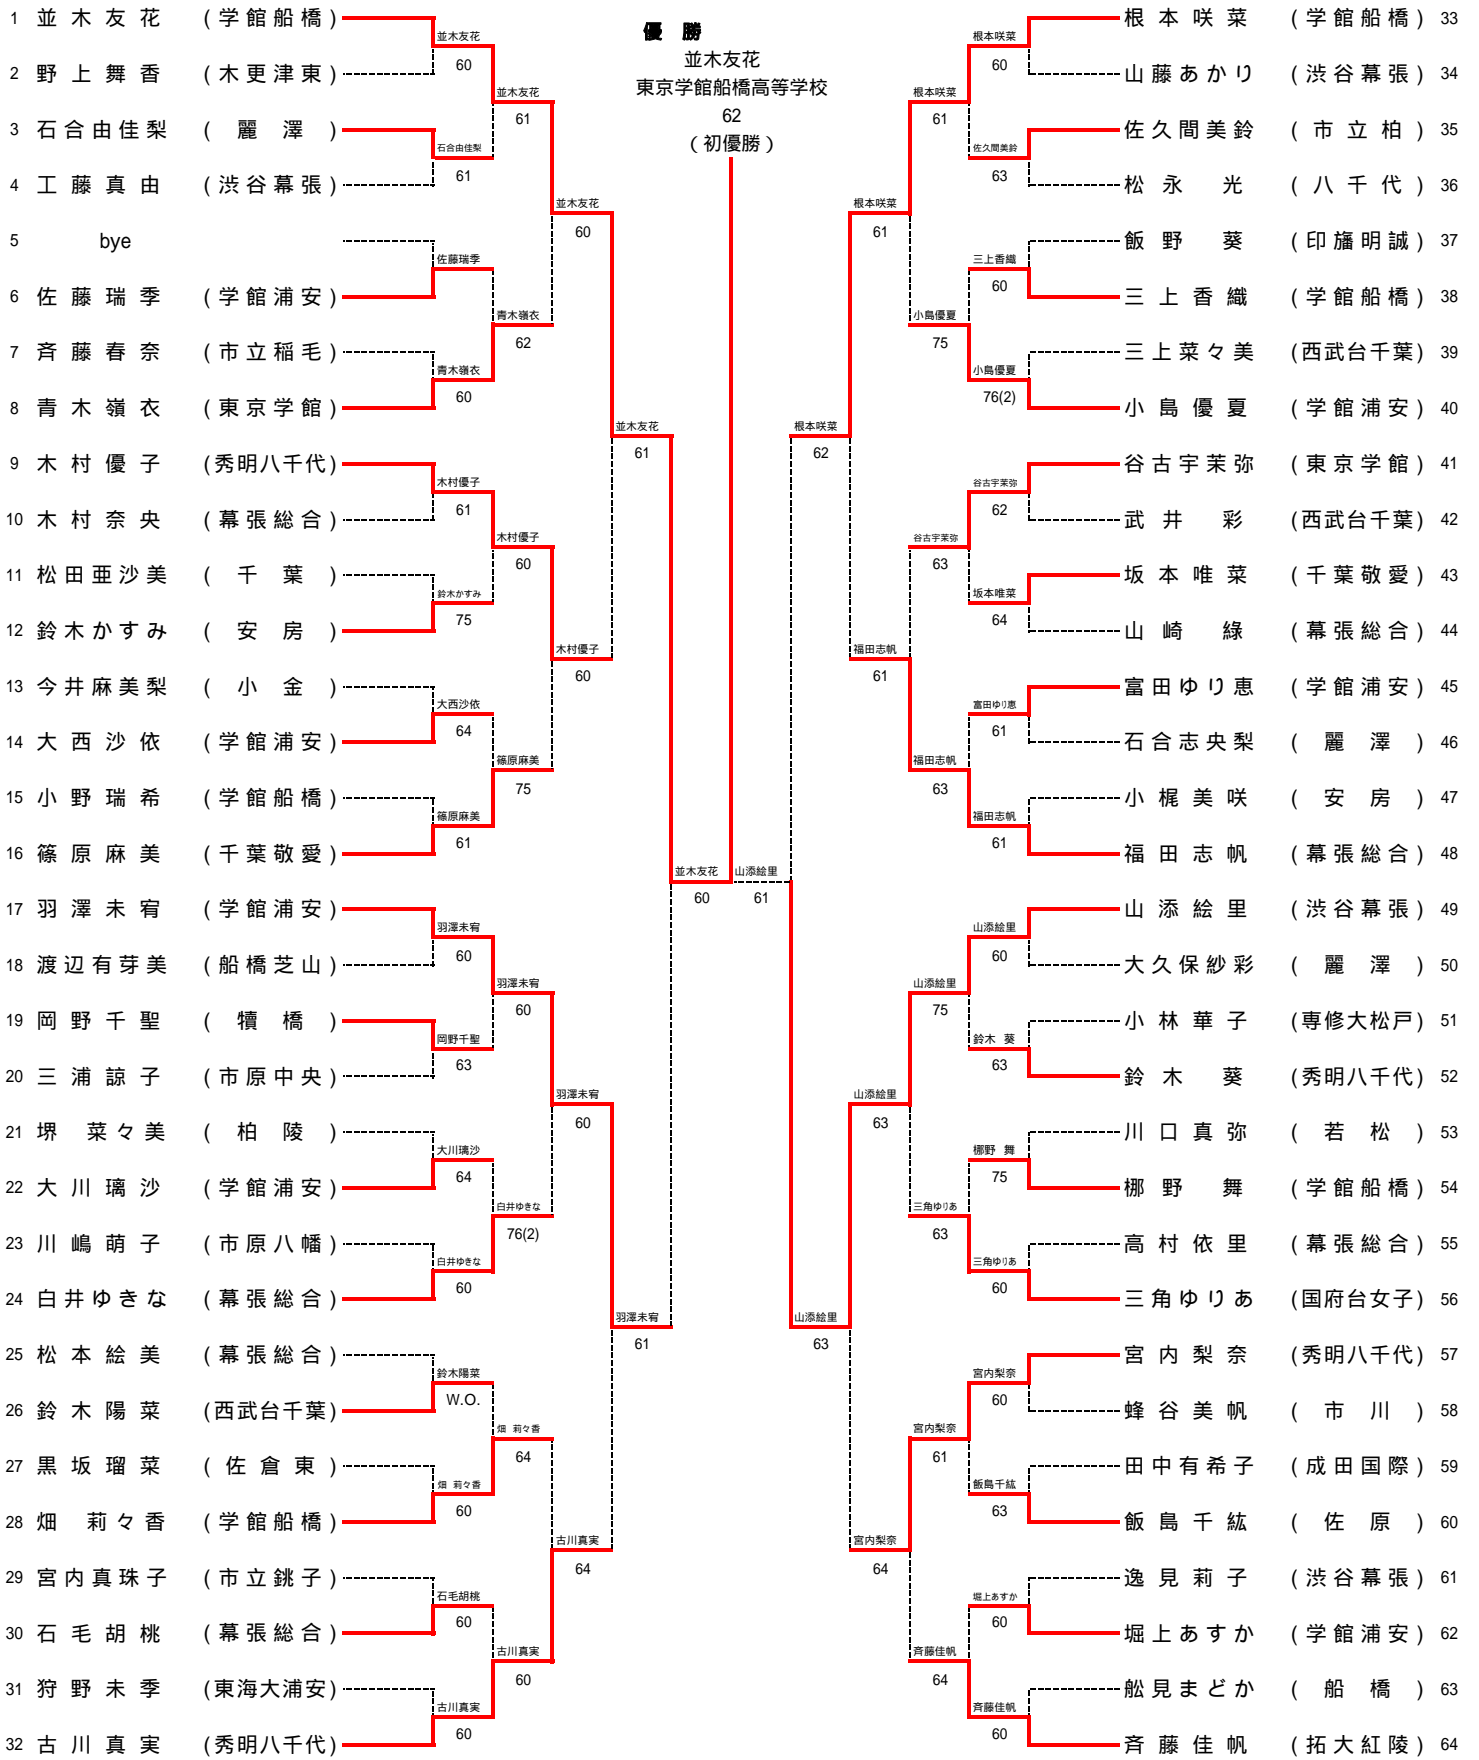 優勝
並木友花
東京学館船橋高等学校
62
(初優勝)
1 並木友花 (学館船橋)
2 野上舞香 (木更津東)
3 石合由佳梨 (麗澤)
4 工藤真由 (渋谷幕張)
5 bye
6 佐藤瑞季 (学館浦安)
7 斉藤春奈 (市立稲毛)
8 青木嶺衣 (東京学館)
9 木村優子 (秀明八千代)
10 木村奈央 (幕張総合)
11 松田亜沙美 (千葉)
12 鈴木かすみ (安房)
13 今井麻美梨 (小金)
14 大西沙依 (学館浦安)
15 小野瑞希 (学館船橋)
16 篠原麻美 (千葉敬愛)
17 羽澤未宥 (学館浦安)
18 渡辺有芽美 (船橋芝山)
19 岡野千聖 (犢橋)
20 三浦諒子 (市原中央)
21 堺菜々美 (柏陵)
22 大川璃沙 (学館浦安)
23 川嶋萌子 (市原八幡)
24 白井ゆきな (幕張総合)
25 松本絵美 (幕張総合)
26 鈴木陽菜 (西武台千葉)
27 黒坂瑠菜 (佐倉東)
28 畑莉々香 (学館船橋)
29 宮内真珠子 (市立銚子)
30 石毛胡桃 (幕張総合)
31 狩野未季 (東海大浦安)
32 古川真実 (秀明八千代)
並木友花
60
石合由佳梨
61
佐藤瑞季
青木嶺衣
60
木村優子
61
鈴木かすみ
75
大西沙依
64
篠原麻美
61
羽澤未宥
60
岡野千聖
63
大川璃沙
64
白井ゆきな
60
鈴木陽菜
W.O.
畑 莉々香
60
石毛胡桃
60
古川真実
60
並木友花
61
青木嶺衣
62
木村優子
60
篠原麻美
75
羽澤未宥
60
白井ゆきな
76(2)
畑 莉々香
64
古川真実
60
並木友花
60
木村優子
60
羽澤未宥
60
古川真実
64
並木友花
61
羽澤未宥
61
並木友花
60
山添絵里
61
根本咲菜
62
山添絵里
63
根本咲菜
61
福田志帆
61
山添絵里
63
宮内梨奈
64
根本咲菜
61
小島優夏
75
谷古宇茉弥
63
福田志帆
63
山添絵里
75
三角ゆりあ
63
宮内梨奈
61
斉藤佳帆
64
根本咲菜
60
佐久間美鈴
63
三上香織
60
小島優夏
76(2)
谷古宇茉弥
62
坂本唯菜
64
富田ゆり恵
61
福田志帆
61
山添絵里
60
鈴木 葵
63
梛野 舞
75
三角ゆりあ
60
宮内梨奈
60
飯島千紘
63
堀上あすか
60
斉藤佳帆
60
根本咲菜 (学館船橋) 33
山藤あかり (渋谷幕張) 34
佐久間美鈴 (市立柏) 35
松永光 (八千代) 36
飯野葵 (印旛明誠) 37
三上香織 (学館船橋) 38
三上菜々美 (西武台千葉) 39
小島優夏 (学館浦安) 40
谷古宇茉弥 (東京学館) 41
武井彩 (西武台千葉) 42
坂本唯菜 (千葉敬愛) 43
山崎綠 (幕張総合) 44
富田ゆり恵 (学館浦安) 45
石合志央梨 (麗澤) 46
小梶美咲 (安房) 47
福田志帆 (幕張総合) 48
山添絵里 (渋谷幕張) 49
大久保紗彩 (麗澤) 50
小林華子 (専修大松戸) 51
鈴木葵 (秀明八千代) 52
川口真弥 (若松) 53
梛野舞 (学館船橋) 54
高村依里 (幕張総合) 55
三角ゆりあ (国府台女子) 56
宮内梨奈 (秀明八千代) 57
蜂谷美帆 (市川) 58
田中有希子 (成田国際) 59
飯島千紘 (佐原) 60
逸見莉子 (渋谷幕張) 61
堀上あすか (学館浦安) 62
舩見まどか (船橋) 63
斉藤佳帆 (拓大紅陵) 64